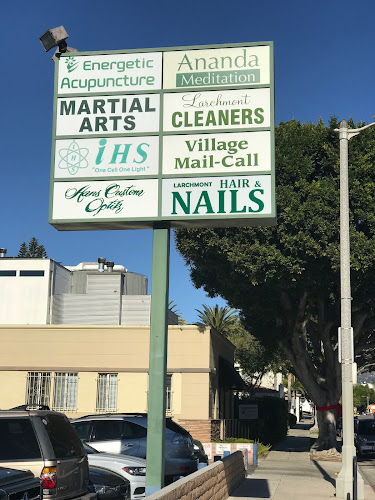 Energetic
Acupuncture
Ananda
Meditation
MARTIAL
ARTS
Larchmont
CLEANERS
iHS
"One Cell One Light"
Village
Mail-Call
Custom
LARCHMONT HAIR &
NAILS